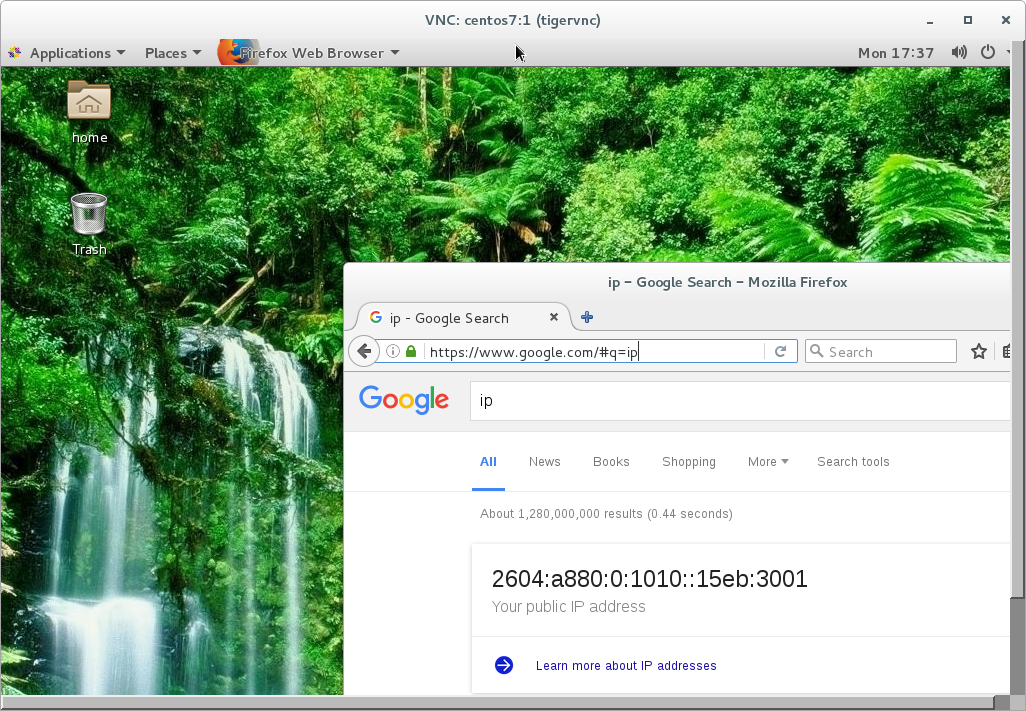 VNC: centos7:1 (tigervnc)
Applications Places Firefox Web Browser Mon 17:37
home
Trash
ip - Google Search - Mozilla Firefox
ip - Google Search
https://www.google.com/#q=ip Search
Google ip
All News Books Shopping More Search tools
About 1,280,000,000 results (0.44 seconds)
2604:a880:0:1010::15eb:3001
Your public IP address
Learn more about IP addresses